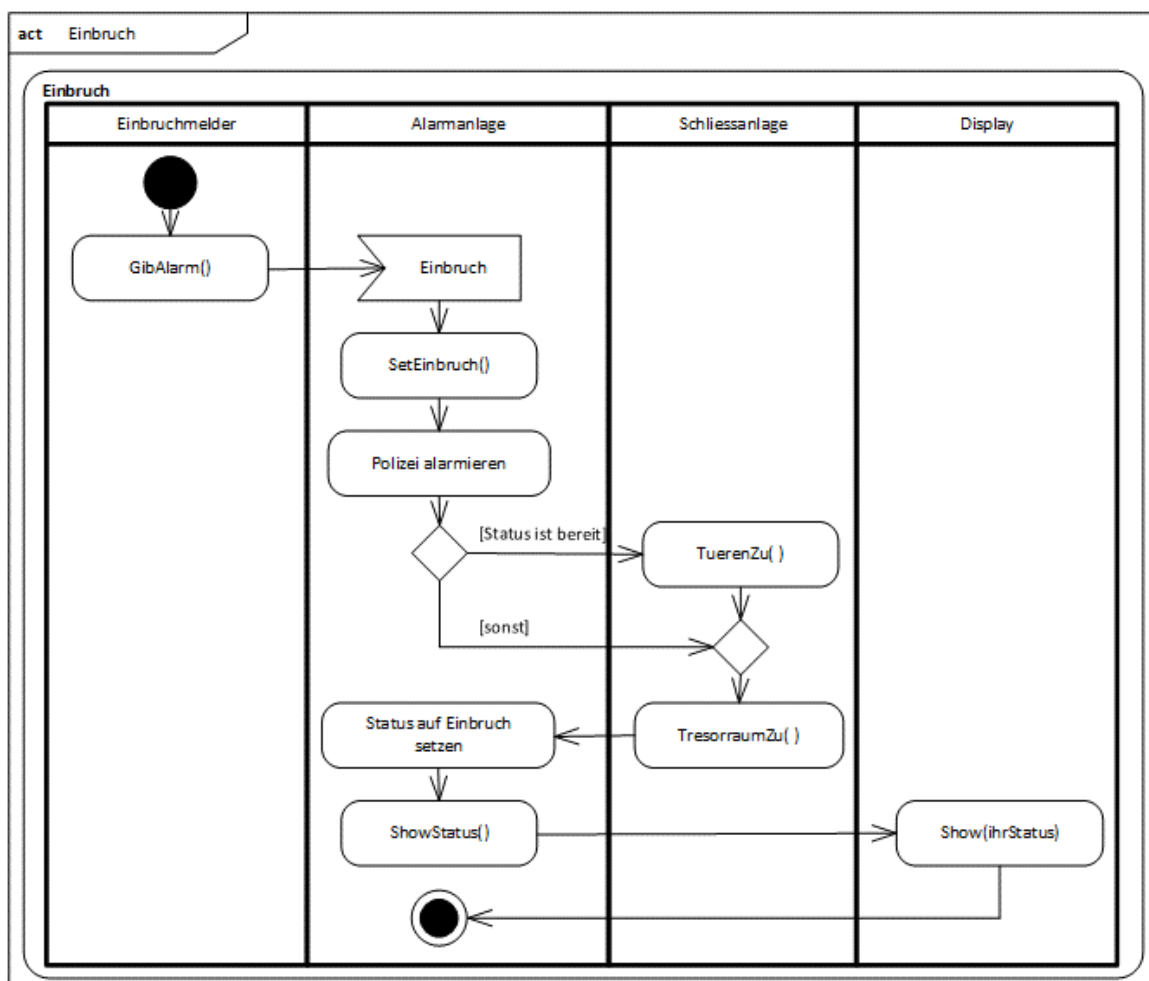 act Einbruch
Einbruch
Einbruchmelder
Alarmanlage
Schliessanlage
Display
GibAlarm()
Einbruch
SetEinbruch()
Polizei alarmieren
[Status ist bereit]
TuerenZu( )
[sonst]
Status auf Einbruch
setzen
TresorraumZu( )
ShowStatus()
Show(ihrStatus)